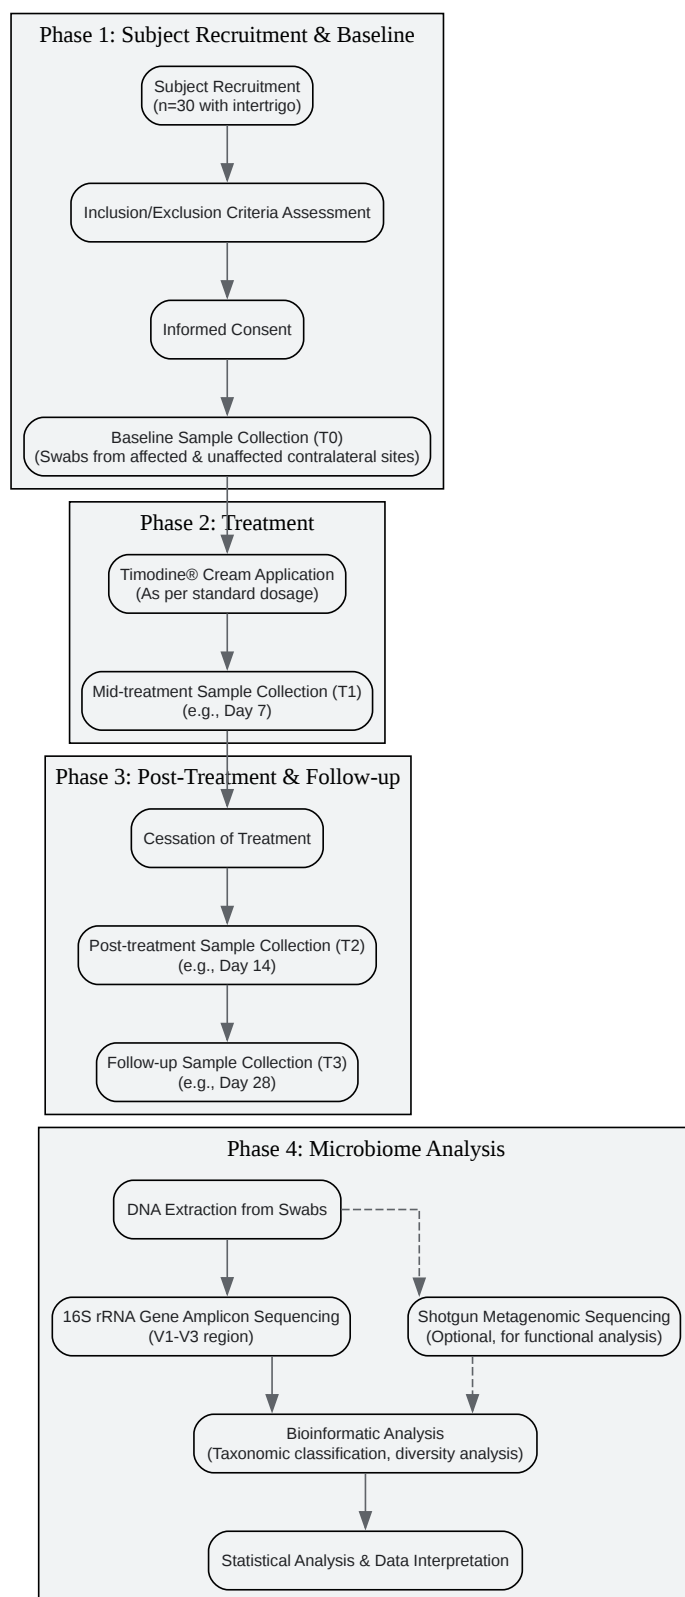 Phase 1: Subject Recruitment & Baseline
Subject Recruitment
(n=30 with intertrigo)
Inclusion/Exclusion Criteria Assessment
Informed Consent
Baseline Sample Collection (T0)
(Swabs from affected & unaffected contralateral sites)
Phase 2: Treatment
Timodine® Cream Application
(As per standard dosage)
Mid-treatment Sample Collection (T1)
(e.g., Day 7)
Phase 3: Post-Treatment & Follow-up
Cessation of Treatment
Post-treatment Sample Collection (T2)
(e.g., Day 14)
Follow-up Sample Collection (T3)
(e.g., Day 28)
Phase 4: Microbiome Analysis
DNA Extraction from Swabs
16S rRNA Gene Amplicon Sequencing
(V1-V3 region)
Shotgun Metagenomic Sequencing
(Optional, for functional analysis)
Bioinformatic Analysis
(Taxonomic classification, diversity analysis)
Statistical Analysis & Data Interpretation